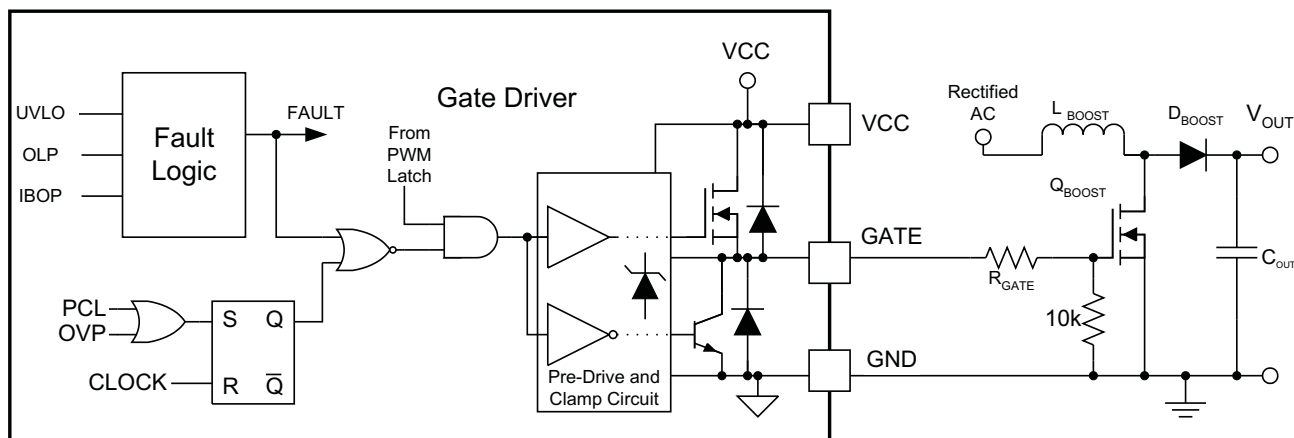 VCC
Gate Driver
UVLO
OLP
IBOP
Fault
Logic
FAULT
From
PWM
Latch
PCL
OVP
CLOCK
S Q
R Q̅
Pre-Drive and
Clamp Circuit
VCC
GATE
GND
Rectified
AC
L BOOST
D BOOST
V OUT
Q BOOST
R GATE
10k
C OUT